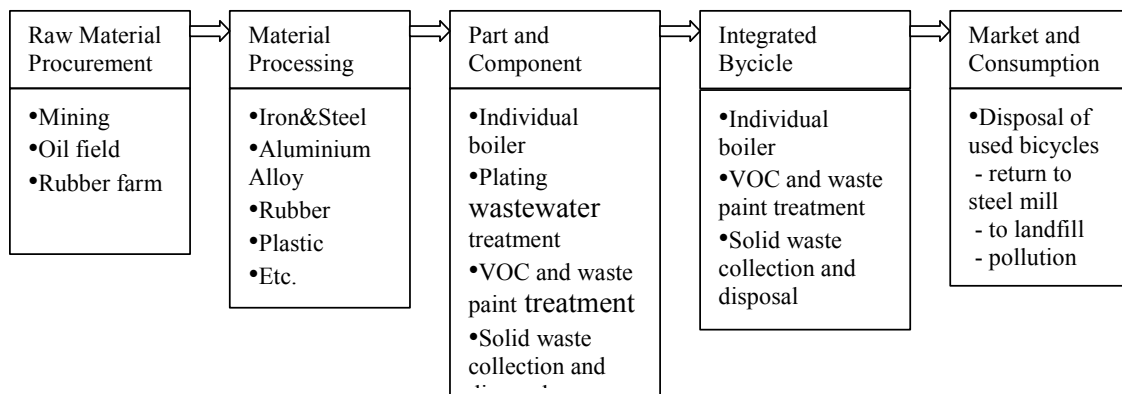 Raw Material
Procurement
•Mining
•Oil field
•Rubber farm
Material
Processing
•Iron&Steel
•Aluminium
Alloy
•Rubber
•Plastic
•Etc.
Part and
Component
•Individual
boiler
•Plating
wastewater
treatment
•VOC and waste
paint treatment
•Solid waste
collection and
Integrated
Bycicle
•Individual
boiler
•VOC and waste
paint treatment
•Solid waste
collection and
disposal
Market and
Consumption
•Disposal of
used bicycles
- return to
steel mill
- to landfill
- pollution